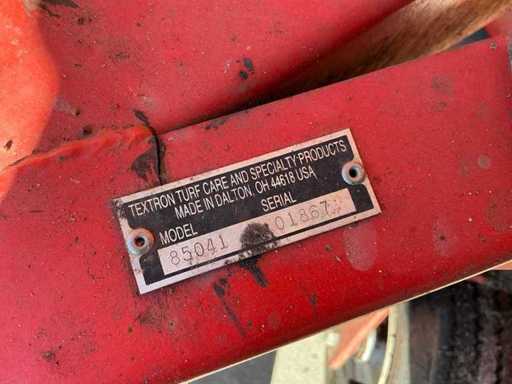 TEXTRON TURF CARE AND SPECIALTY PRODUCTS
MADE IN DALTON, OH 44618 USA
MODEL SERIAL
85041 01867